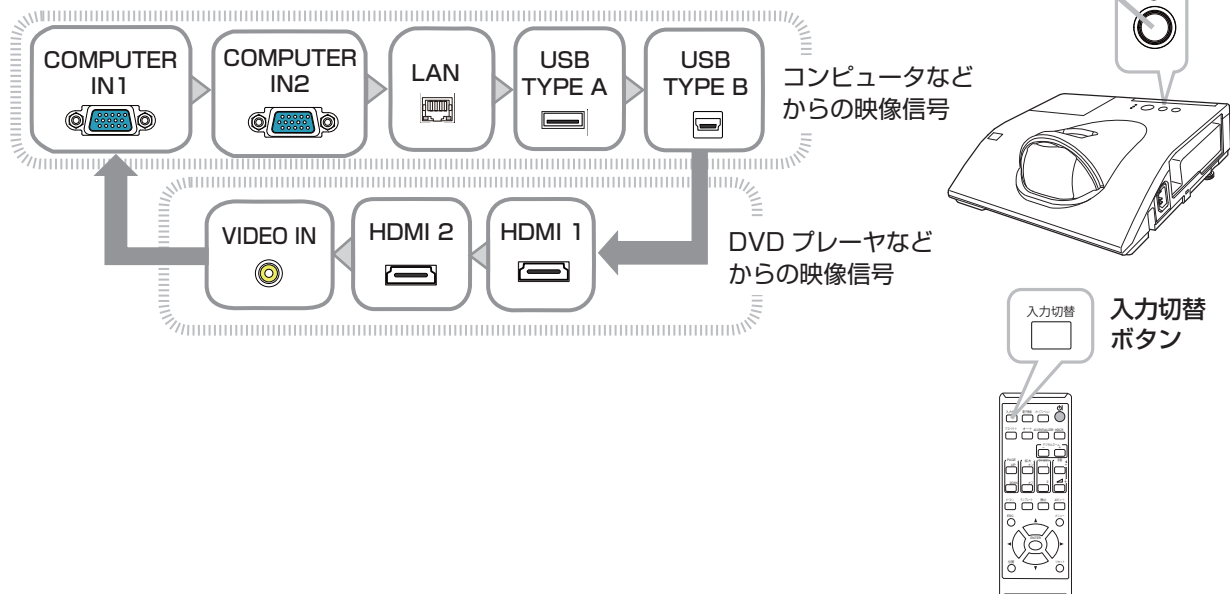 COMPUTER
IN1
COMPUTER
IN2
LAN
USB
TYPE A
USB
TYPE B
コンピュータなど
からの映像信号
VIDEO IN
HDMI 2
HDMI 1
DVD プレーヤなど
からの映像信号
入力切替
入力切替
ボタン